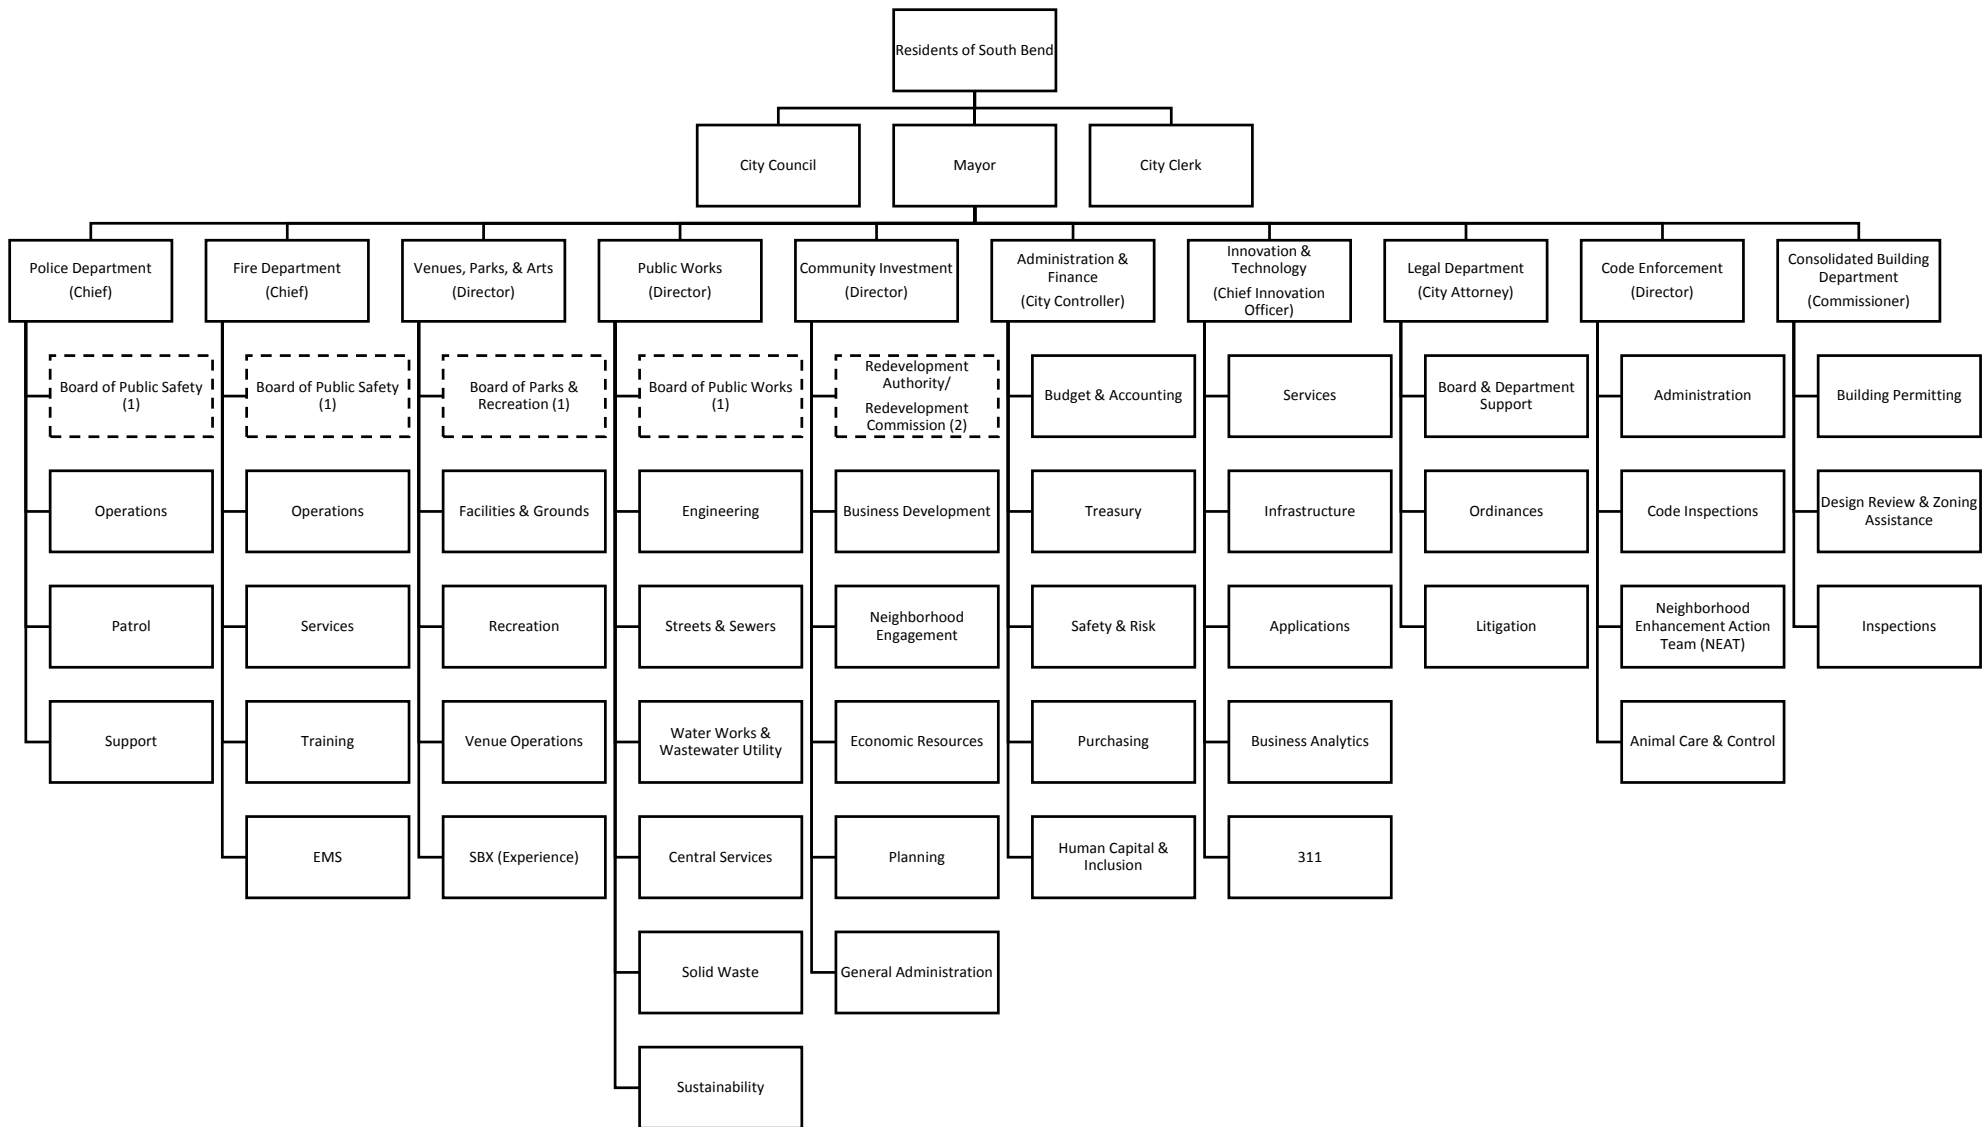 Residents of South Bend
City Council
Mayor
City Clerk
Police Department
(Chief)
Fire Department
(Chief)
Venues, Parks, & Arts
(Director)
Public Works
(Director)
Community Investment
(Director)
Administration &
Finance
(City Controller)
Innovation &
Technology
(Chief Innovation
Officer)
Legal Department
(City Attorney)
Code Enforcement
(Director)
Consolidated Building
Department
(Commissioner)
Board of Public Safety
(1)
Board of Public Safety
(1)
Board of Parks &
Recreation (1)
Board of Public Works
(1)
Redevelopment
Authority/
Redevelopment
Commission (2)
Budget & Accounting
Services
Board & Department
Support
Administration
Building Permitting
Operations
Operations
Facilities & Grounds
Engineering
Business Development
Treasury
Infrastructure
Ordinances
Code Inspections
Design Review & Zoning
Assistance
Patrol
Services
Recreation
Streets & Sewers
Neighborhood
Engagement
Safety & Risk
Applications
Litigation
Neighborhood
Enhancement Action
Team (NEAT)
Inspections
Support
Training
Venue Operations
Water Works &
Wastewater Utility
Economic Resources
Purchasing
Business Analytics
Animal Care & Control
EMS
SBX (Experience)
Central Services
Planning
Human Capital &
Inclusion
311
Solid Waste
General Administration
Sustainability